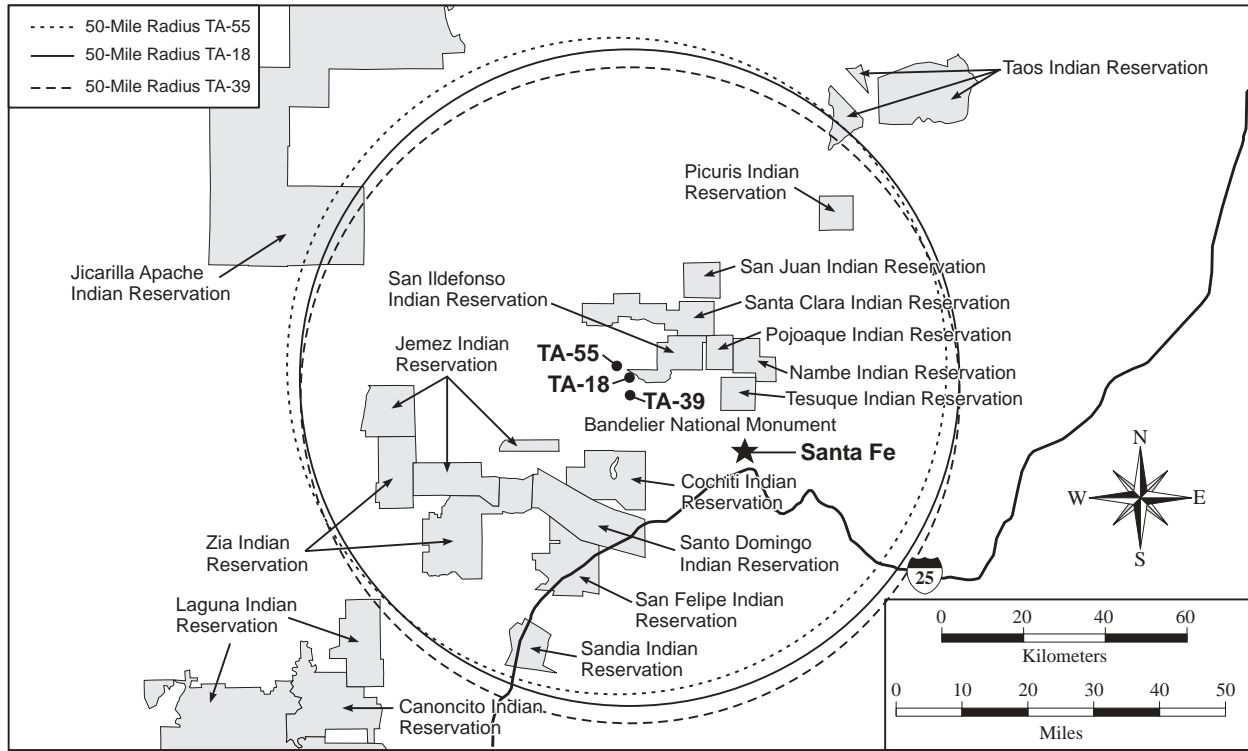 50-Mile Radius TA-55
50-Mile Radius TA-18
50-Mile Radius TA-39
Taos Indian Reservation
Picuris Indian
Reservation
Jicarilla Apache
Indian Reservation
San Ildefonso
Indian Reservation
San Juan Indian Reservation
Santa Clara Indian Reservation
Pojoaque Indian Reservation
Jemez Indian
Reservation
TA-55
TA-18
TA-39
Nambe Indian Reservation
Tesuque Indian Reservation
Bandelier National Monument
Santa Fe
Cochiti Indian
Reservation
N
W
E
S
Zia Indian
Reservation
Santo Domingo
Indian Reservation
25
Laguna Indian
Reservation
San Felipe Indian
Reservation
Sandia Indian
Reservation
Canoncito Indian
Reservation
0 20 40 60
Kilometers
0 10 20 30 40 50
Miles